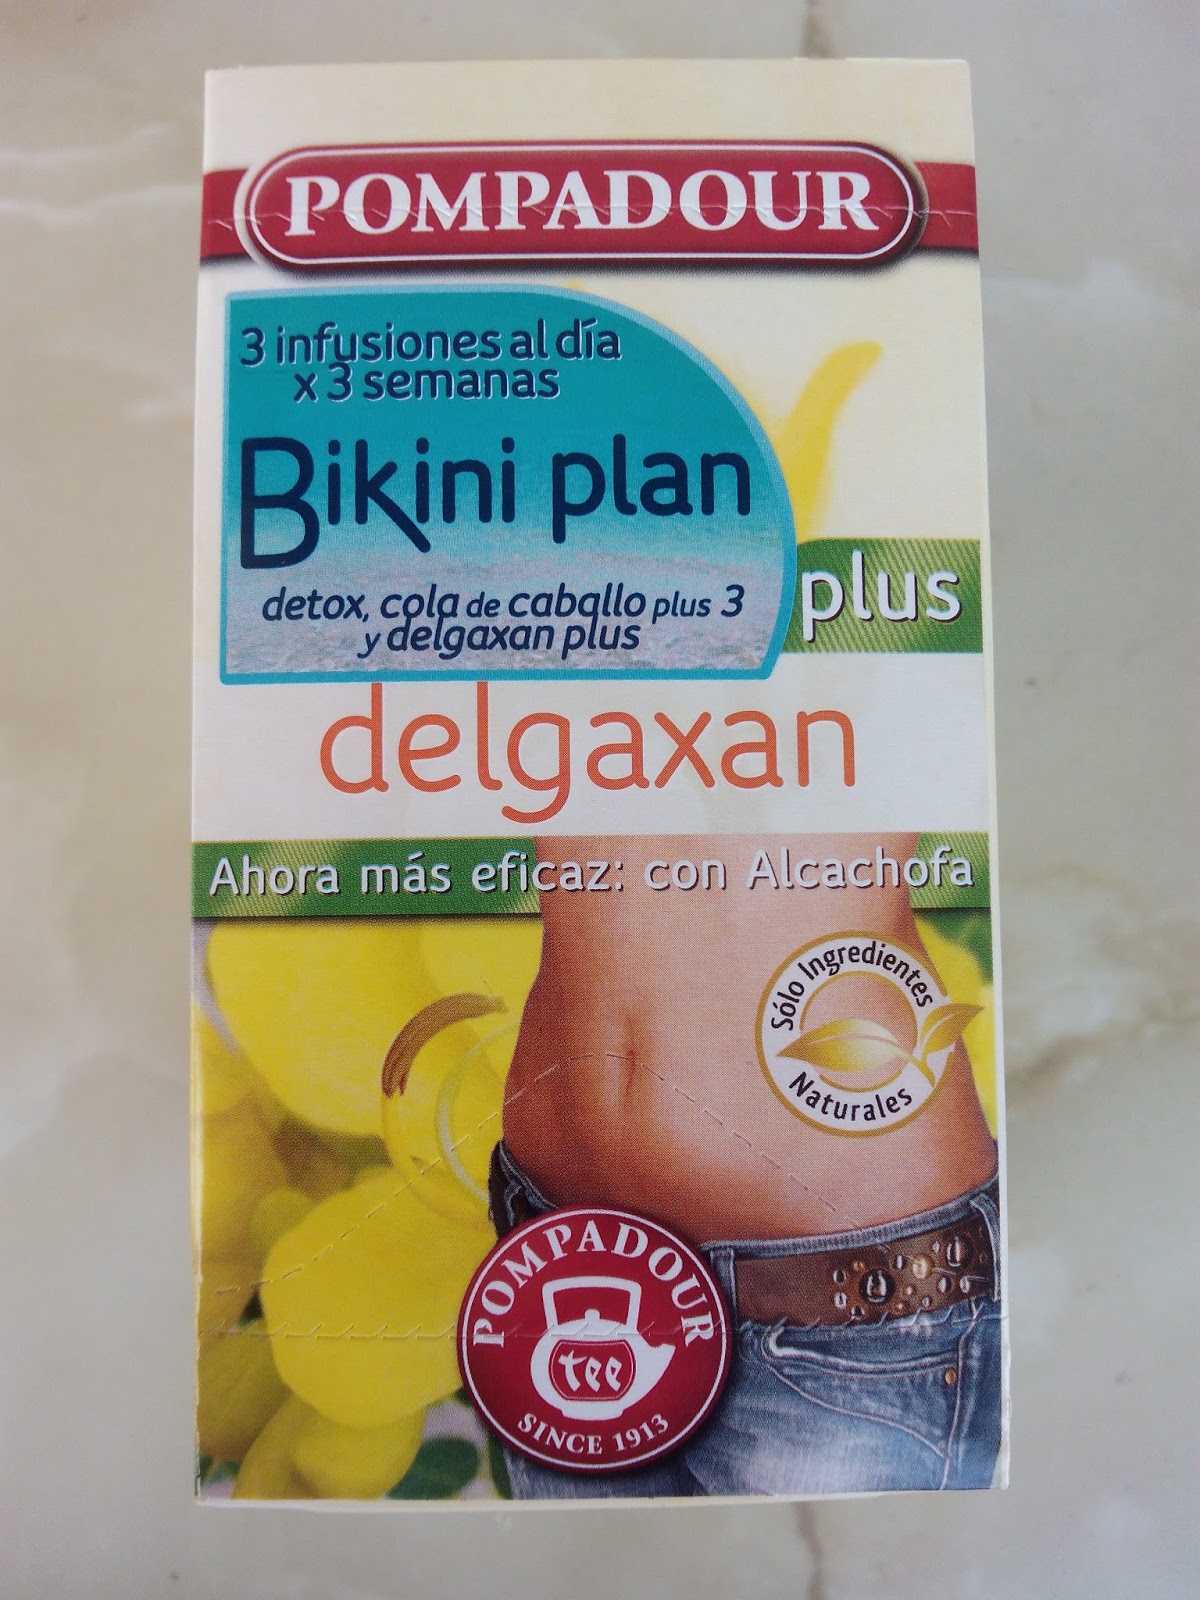 POMPADOUR
3 infusiones al día
x 3 semanas
Bikini plan
detox, cola de caballo plus 3
y delgaxan plus
plus
delgaxan
Ahora más eficaz: con Alcachofa
Sólo Ingredientes
Naturales
POMPADOUR
tee
SINCE 1913